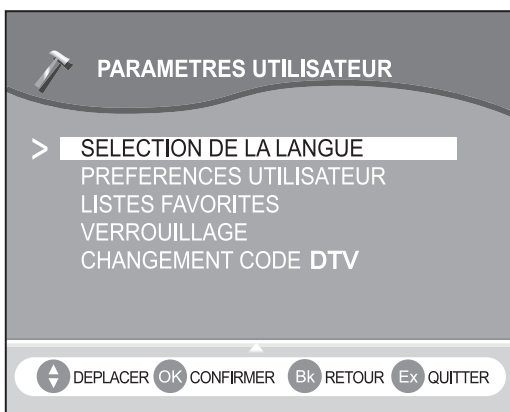 PARAMETRES UTILISATEUR
> SELECTION DE LA LANGUE
PREFERENCES UTILISATEUR
LISTES FAVORITES
VERROUILLAGE
CHANGEMENT CODE DTV
DEPLACER OK CONFIRMER Bk RETOUR Ex QUITTER